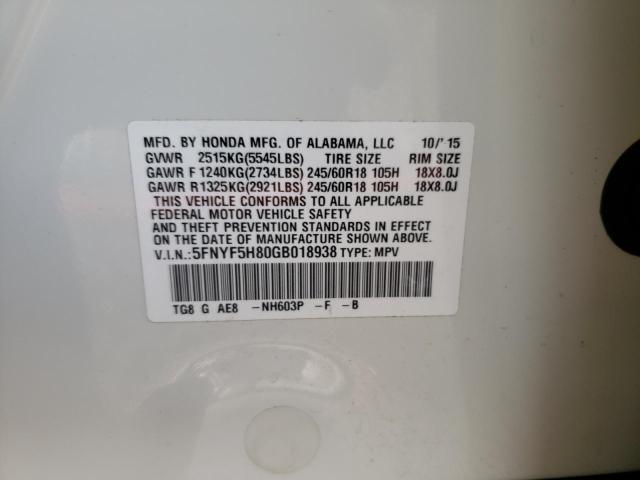 MFD. BY HONDA MFG. OF ALABAMA, LLC 10/'15
GVWR 2515KG(5545LBS) TIRE SIZE RIM SIZE
GAWR F 1240KG(2734LBS) 245/60R18 105H 18X8.0J
GAWR R1325KG(2921LBS) 245/60R18 105H 18X8.0J
THIS VEHICLE CONFORMS TO ALL APPLICABLE
FEDERAL MOTOR VEHICLE SAFETY
AND THEFT PREVENTION STANDARDS IN EFFECT
ON THE DATE OF MANUFACTURE SHOWN ABOVE.
V.I.N.:5FNYF5H80GB018938 TYPE: MPV
TG8 G AE8 -NH603P -F -B